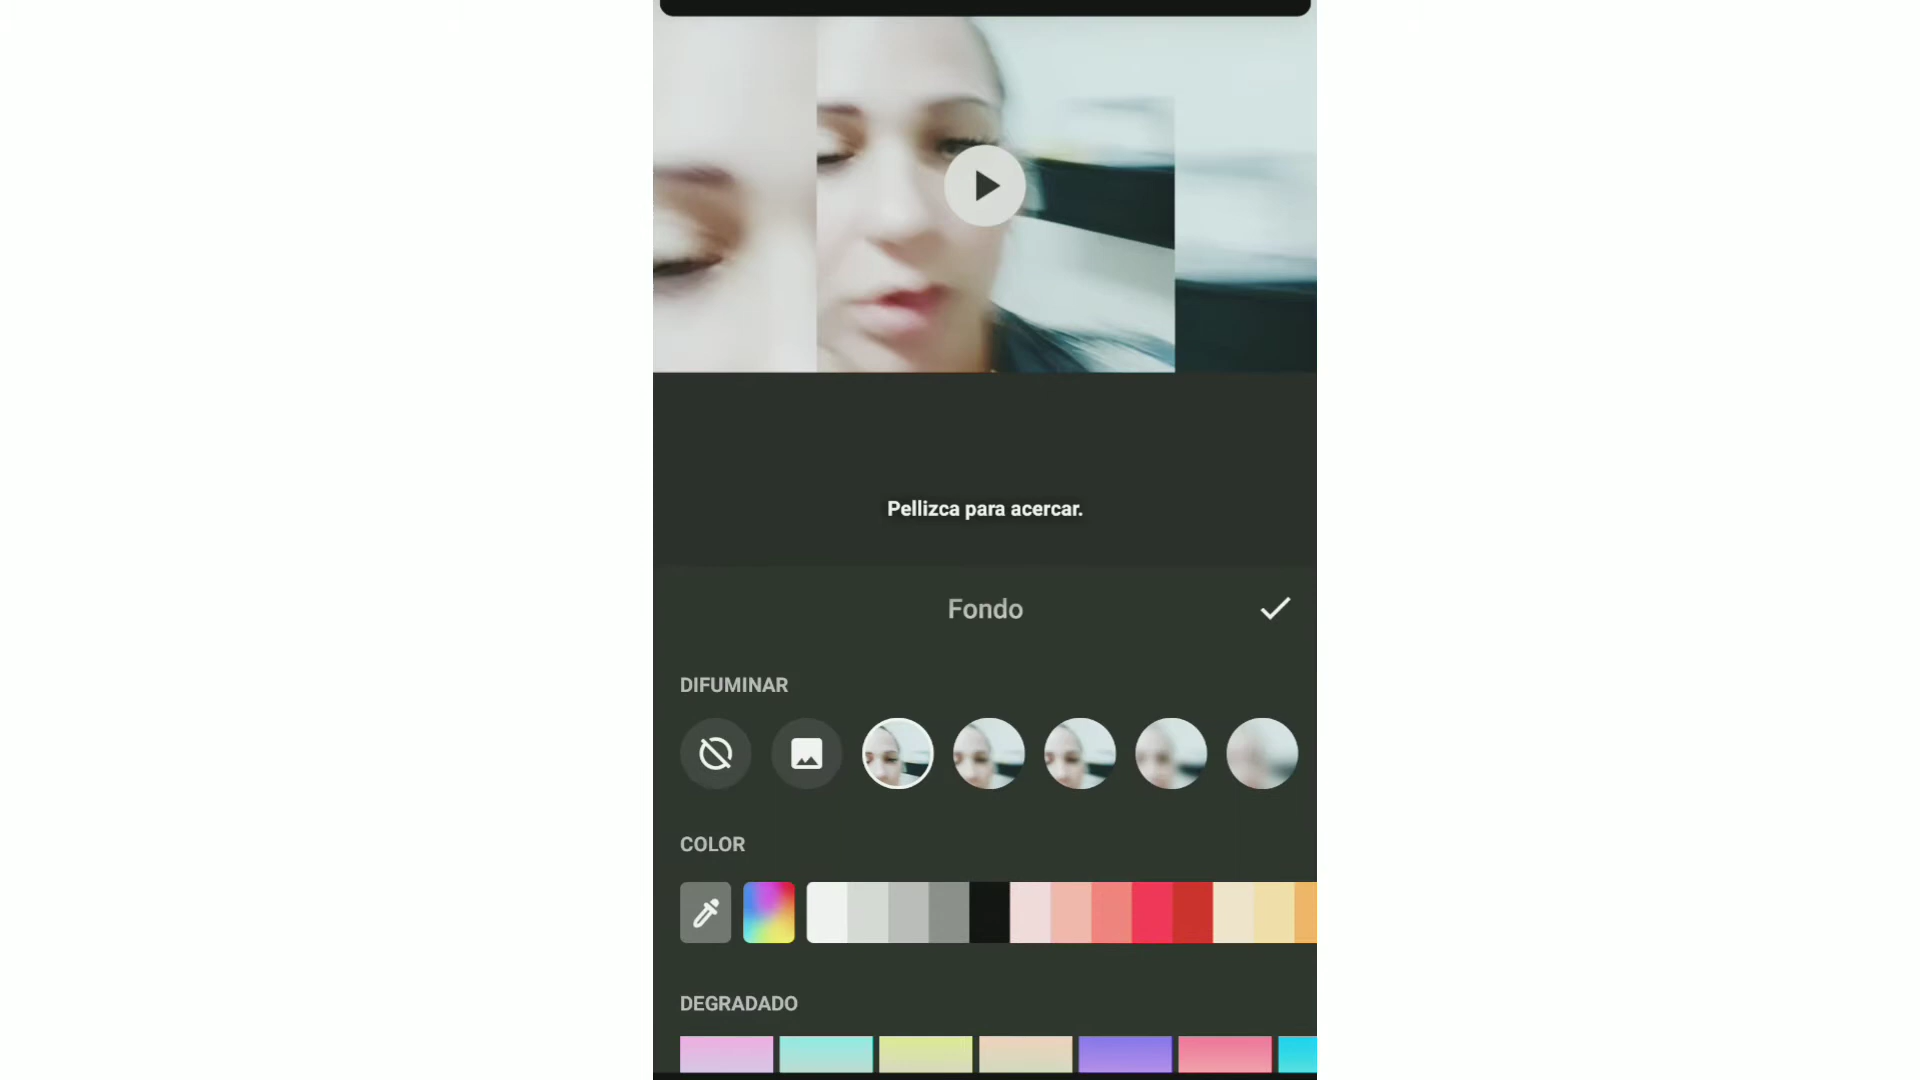 Pellizca para acercar.
Fondo
DIFUMINAR
COLOR
DEGRADADO